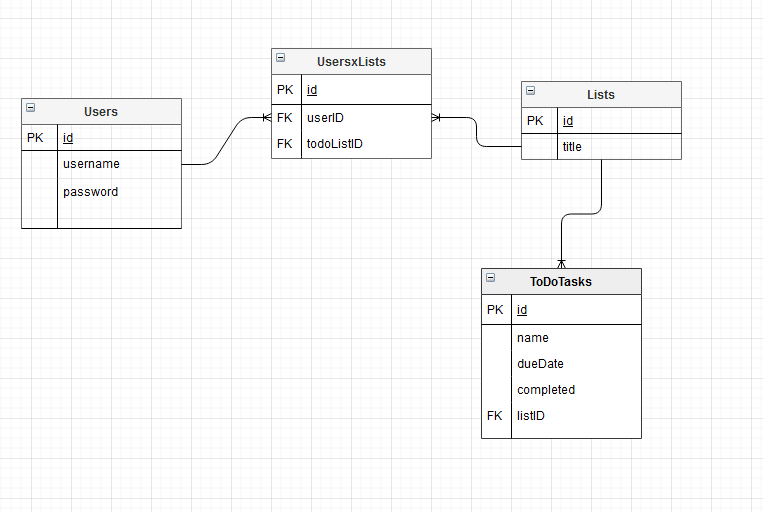 Users
PK id
username
password
UsersxLists
PK id
FK userID
FK todoListID
Lists
PK id
title
ToDoTasks
PK id
name
dueDate
completed
FK listID